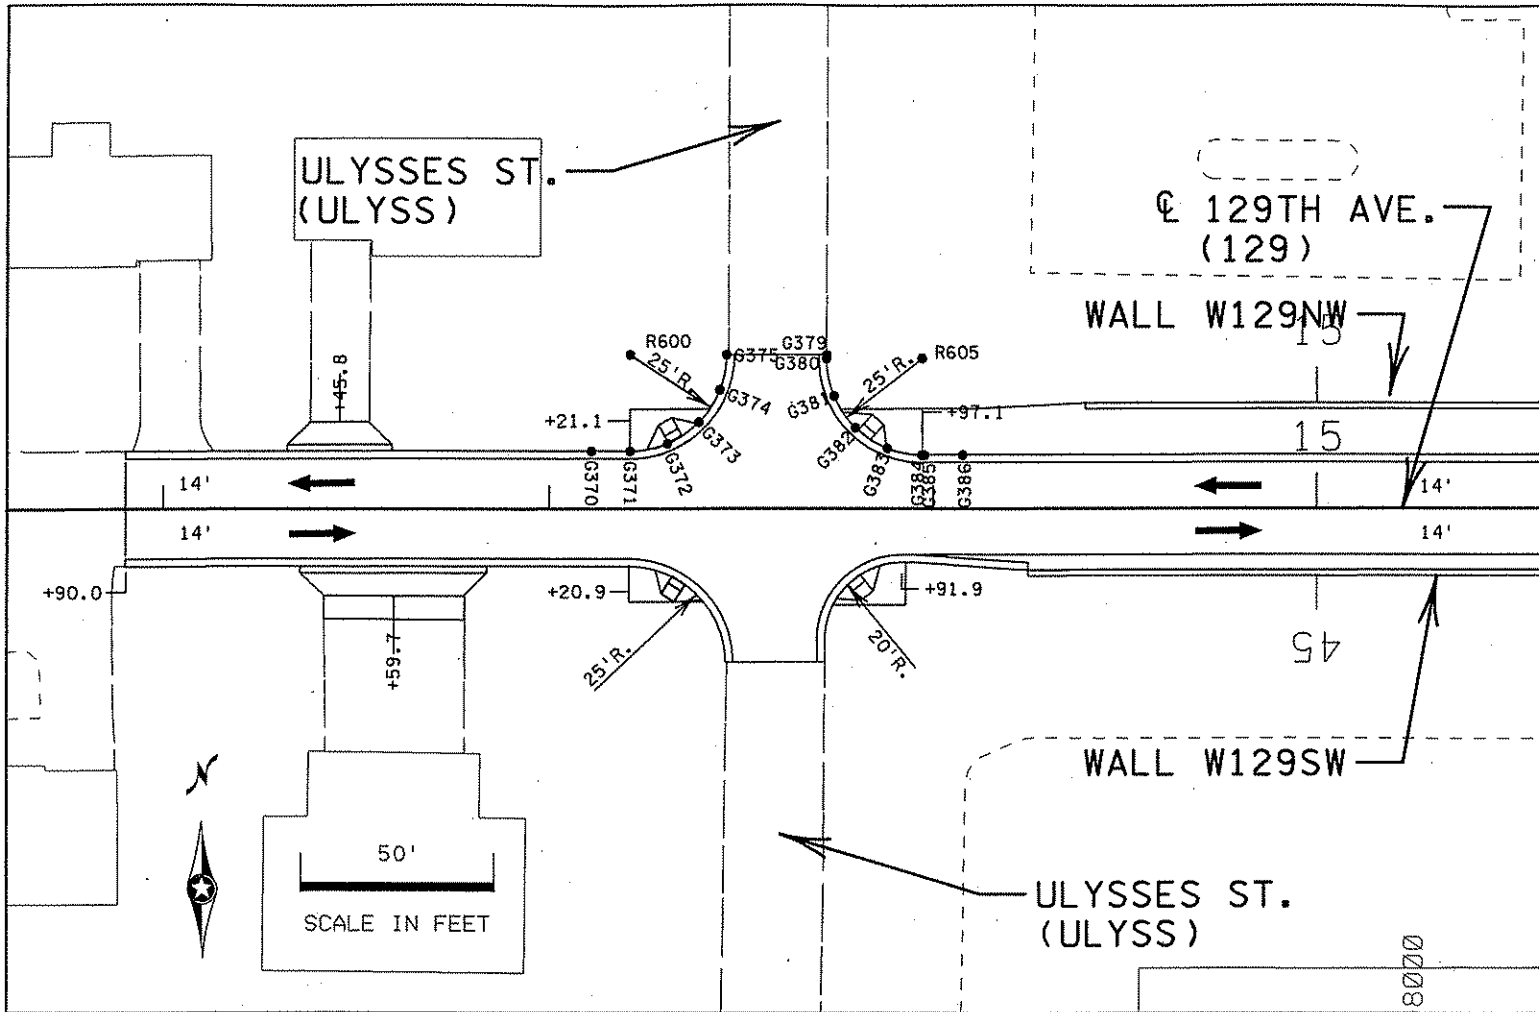 ULYSSES ST.
(ULYSS)
℄ 129TH AVE.
(129)
WALL W129NW
15
R600
25'R.
G375
G379
G380
25'R.
R605
+45.8
G374
G381
+21.1
+97.1
G373
G382
15
G372
G383
G370
G371
G384
G385
G386
14'
14'
14'
14'
+90.0
+20.9
+91.9
+59.7
25'R.
20'R.
45
N
WALL W129SW
50'
SCALE IN FEET
ULYSSES ST.
(ULYSS)
8000